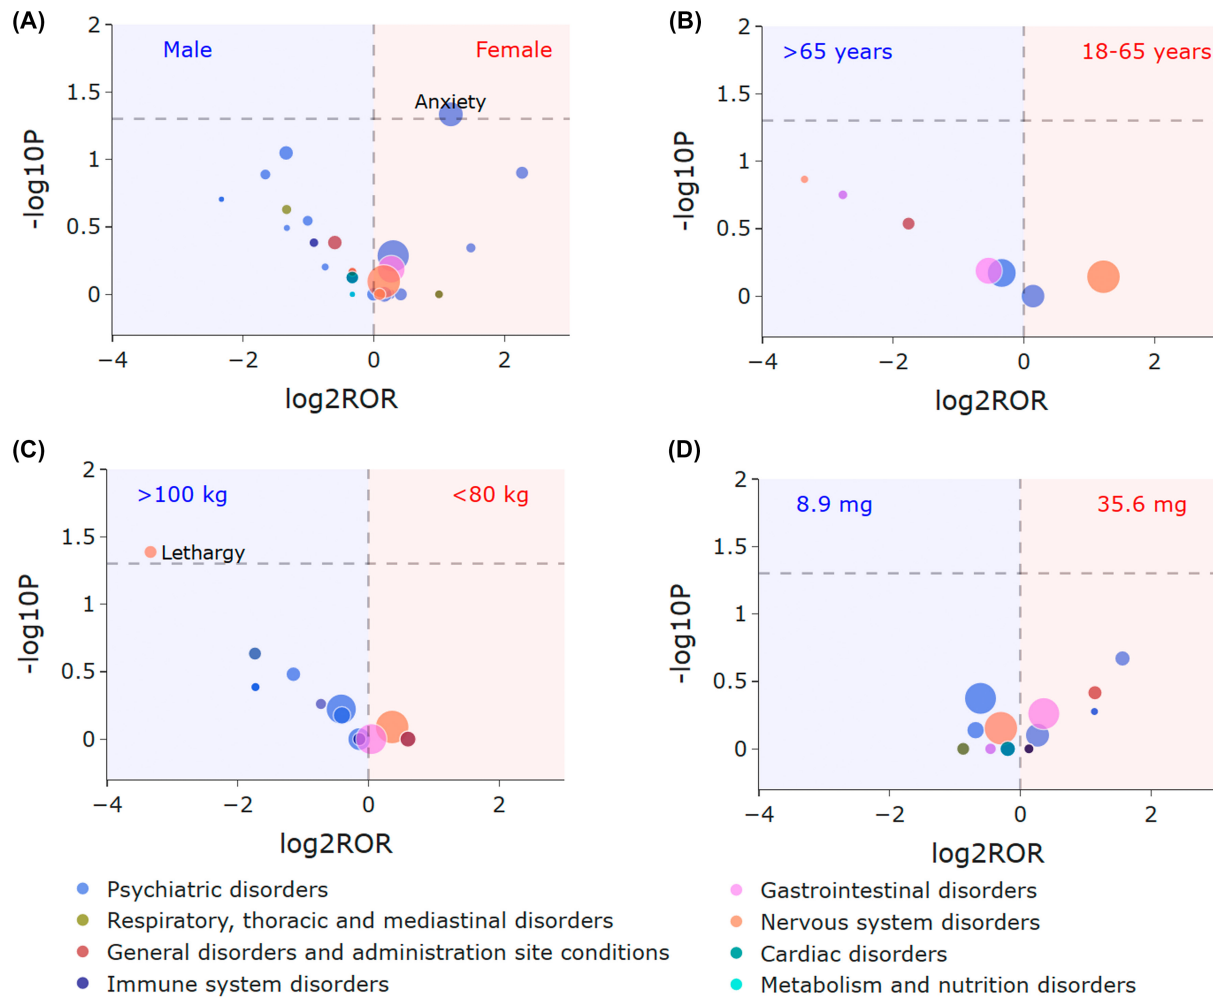 (A)
Male
Female
Anxiety
2
1.5
1
0.5
0
−4
−2
0
2
-log10P
log2ROR
(B)
>65 years
18-65 years
2
1.5
1
0.5
0
−4
−2
0
2
-log10P
log2ROR
(C)
>100 kg
<80 kg
Lethargy
2
1.5
1
0.5
0
−4
−2
0
2
-log10P
log2ROR
(D)
8.9 mg
35.6 mg
2
1.5
1
0.5
0
−4
−2
0
2
-log10P
log2ROR
Psychiatric disorders
Respiratory, thoracic and mediastinal disorders
General disorders and administration site conditions
Immune system disorders
Gastrointestinal disorders
Nervous system disorders
Cardiac disorders
Metabolism and nutrition disorders